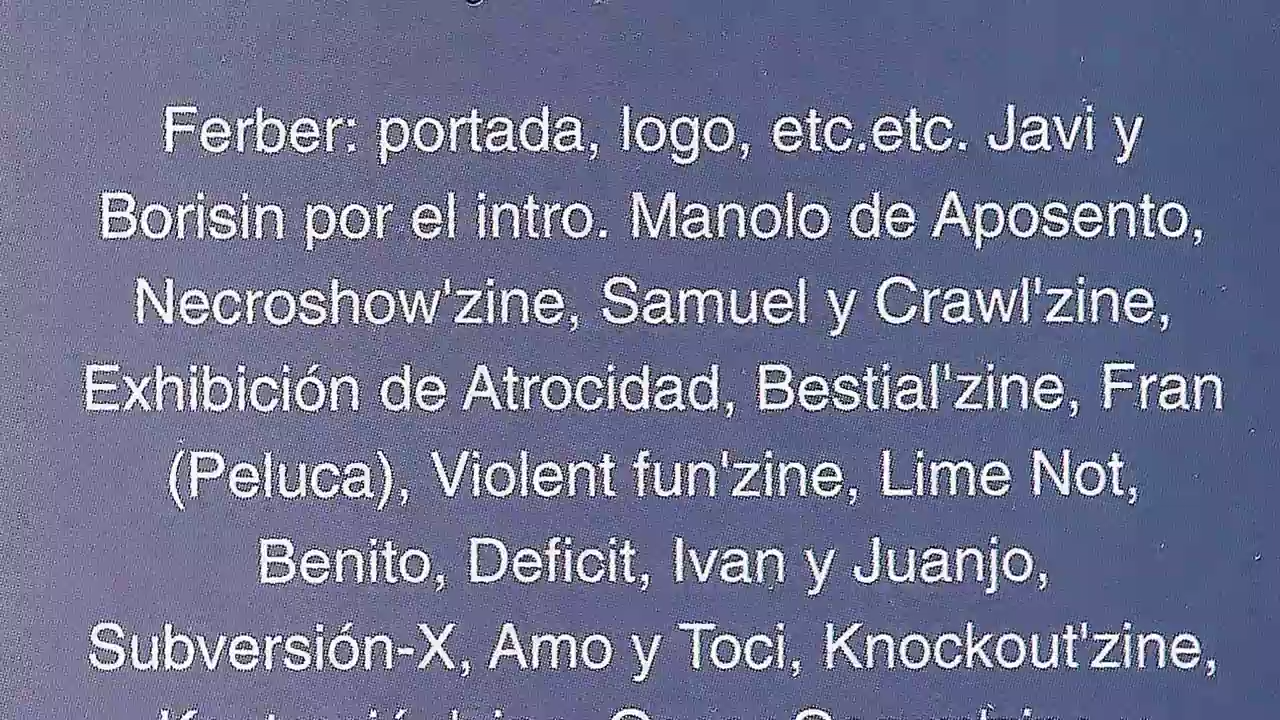 Ferber: portada, logo, etc.etc. Javi y
Borisin por el intro. Manolo de Aposento,
Necroshow'zine, Samuel y Crawl'zine,
Exhibición de Atrocidad, Bestial'zine, Fran
(Peluca), Violent fun'zine, Lime Not,
Benito, Deficit, Ivan y Juanjo,
Subversión-X, Amo y Toci, Knockout'zine,